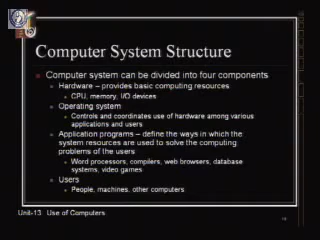 Computer System Structure
Computer system can be divided into four components
Hardware – provides basic computing resources
CPU, memory, I/O devices
Operating system
Controls and coordinates use of hardware among various
applications and users
Application programs – define the ways in which the
system resources are used to solve the computing
problems of the users
Word processors, compilers, web browsers, database
systems, video games
Users
People, machines, other computers
Unit-13 Use of Computers